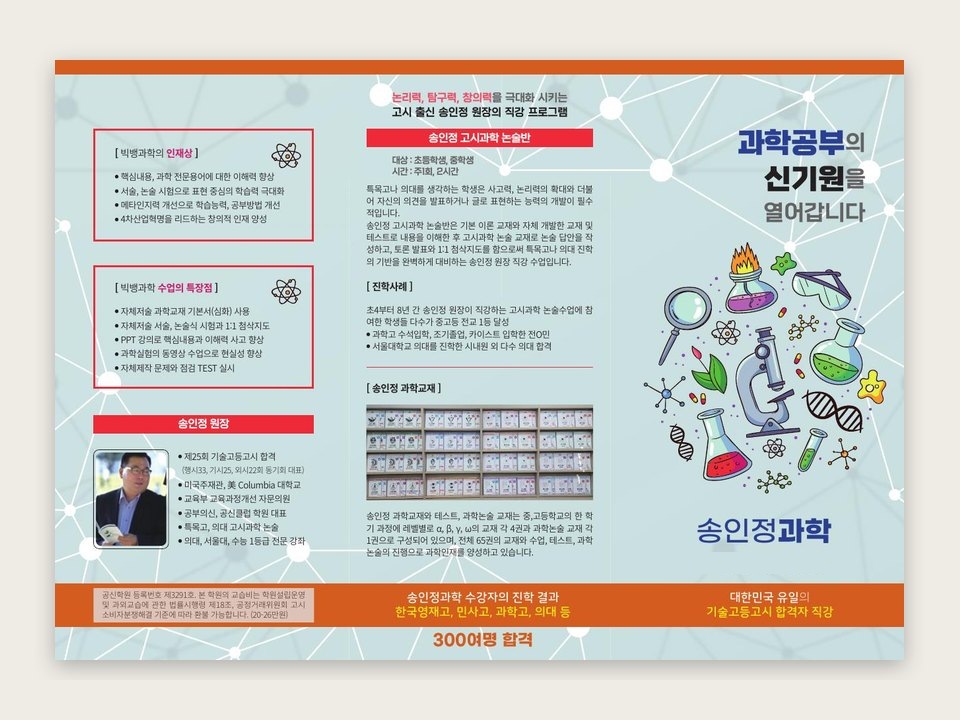 [ 빅뱅과학의 인재상 ]
● 핵심내용, 과학 전문용어에 대한 이해력 향상
● 서술, 논술 시험으로 표현 중심의 학습력 극대화
● 메타인지력 개선으로 학습능력, 공부방법 개선
● 4차산업혁명을 리드하는 창의적 인재 양성
[ 빅뱅과학 수업의 특장점 ]
● 자체저술 과학교재 기본서(심화) 사용
● 자체저술 서술, 논술식 시험과 1:1 첨삭지도
● PPT 강의로 핵심내용과 이해력 사고 향상
● 과학실험의 동영상 수업으로 현실성 향상
● 자체제작 문제와 점검 TEST 실시
송인정 원장
● 제25회 기술고등고시 합격
(행시33, 기시25, 외시22회 동기회 대표)
● 미국주재관, 美 Columbia 대학교
● 교육부 교육과정개선 자문의원
● 공부의신, 공신클럽 학원 대표
● 특목고, 의대 고시과학 논술
● 의대, 서울대, 수능 1등급 전문 강화
공신학원 등록번호 제3291호. 본 학원의 교습비는 학원설립운영
및 과외교습에 관한 법률시행령 제18조, 공정거래위원회 고시
소비자분쟁해결 기준에 따라 환불 가능합니다. (20-26만원)
논리력, 탐구력, 창의력을 극대화 시키는
고시 출신 송인정 원장의 직강 프로그램
송인정 고시과학 논술반
대상 : 초등학생, 중학생
시간 : 주1회, 2시간
특목고나 의대를 생각하는 학생은 사고력, 논리력의 확대와 더불
어 자신의 의견을 발표하거나 글로 표현하는 능력의 개발이 필수
적입니다.
송인정 고시과학 논술반은 기본 이론 교재와 자체 개발한 교재 및
테스트로 내용을 이해한 후 고시과학 논술 교재로 논술 답안을 작
성하고, 토론 발표와 1:1 첨삭지도를 함으로써 특목고나 의대 진학
의 기반을 완벽하게 대비하는 송인정 원장 직강 수업입니다.
[ 진학사례 ]
초4부터 8년 간 송인정 원장이 직강하는 고시과학 논술수업에 참
여한 학생들 다수가 중고등 전교 1등 달성
● 과학고 수석입학, 조기졸업, 카이스트 입학한 전O민
● 서울대학교 의대를 진학한 시내원 외 다수 의대 합격
[ 송인정 과학교재 ]
송인정 과학교재와 테스트, 과학논술 교재는 중,고등학교의 한 학
기 과정에 레벨별로 α, β, γ, ω의 교재 각 4권과 과학논술 교재 각
1권으로 구성되어 있으며, 전체 65권의 교재와 수업, 테스트, 과학
논술의 진행으로 과학인재를 양성하고 있습니다.
송인정과학 수강자의 진학 결과
한국영재고, 민사고, 과학고, 의대 등
300여명 합격
과학공부의
신기원을
열어갑니다
송인정과학
대한민국 유일의
기술고등고시 합격자 직강